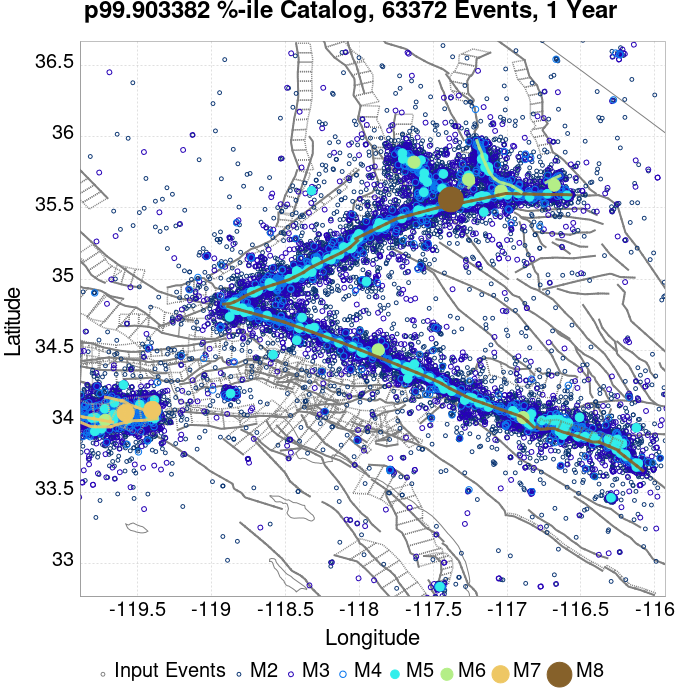 p99.903382 %-ile Catalog, 63372 Events, 1 Year
36.5
36
35.5
35
34.5
34
33.5
33
Latitude
-119.5 -119 -118.5 -118 -117.5 -117 -116.5 -116
Longitude
Input Events M2 M3 M4 M5 M6 M7 M8